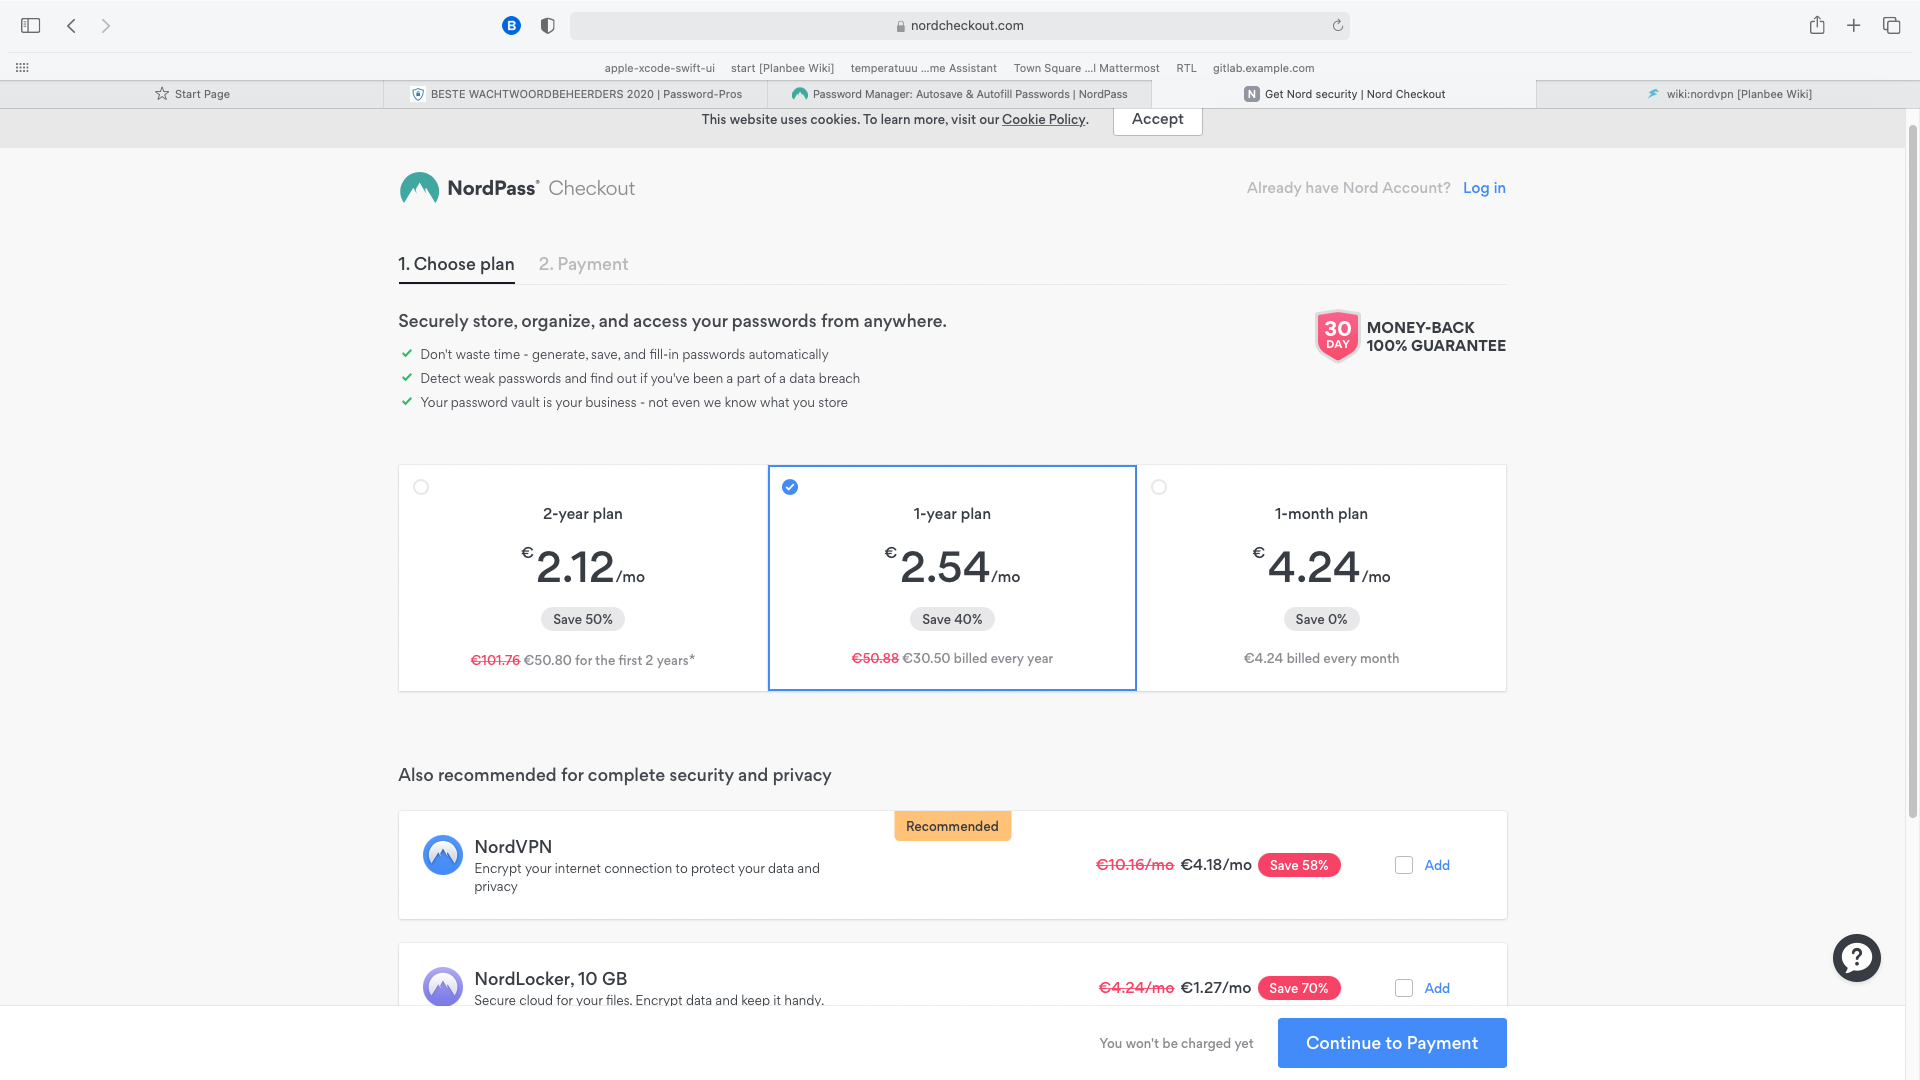 nordcheckout.com
apple-xcode-swift-ui start [Planbee Wiki] temperatuuu ...me Assistant Town Square ...l Mattermost RTL gitlab.example.com
Start Page BESTE WACHTWOORDBEHEERDERS 2020 | Password-Pros Password Manager: Autosave & Autofill Passwords | NordPass N Get Nord security | Nord Checkout wiki:nordvpn [Planbee Wiki]
This website uses cookies. To learn more, visit our Cookie Policy. Accept
NordPass® Checkout Already have Nord Account? Log in
1. Choose plan 2. Payment
Securely store, organize, and access your passwords from anywhere.
Don't waste time - generate, save, and fill-in passwords automatically
Detect weak passwords and find out if you've been a part of a data breach
Your password vault is your business - not even we know what you store
30 DAY
MONEY-BACK
100% GUARANTEE
2-year plan
€2.12/mo
Save 50%
€101.76 €50.80 for the first 2 years*
1-year plan
€2.54/mo
Save 40%
€50.88 €30.50 billed every year
1-month plan
€4.24/mo
Save 0%
€4.24 billed every month
Also recommended for complete security and privacy
Recommended
NordVPN
Encrypt your internet connection to protect your data and
privacy
€10.16/mo €4.18/mo Save 58% Add
NordLocker, 10 GB
Secure cloud for your files. Encrypt data and keep it handy.
€4.24/mo €1.27/mo Save 70% Add
?
You won't be charged yet Continue to Payment
B